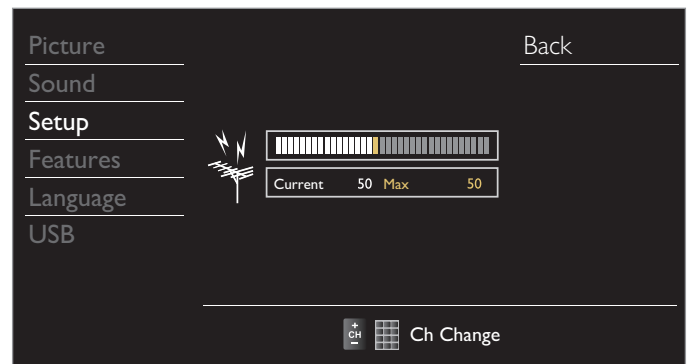 Picture
Back
Sound
Setup
Features
Language
USB
Current 50 Max 50
+
CH
−
Ch Change